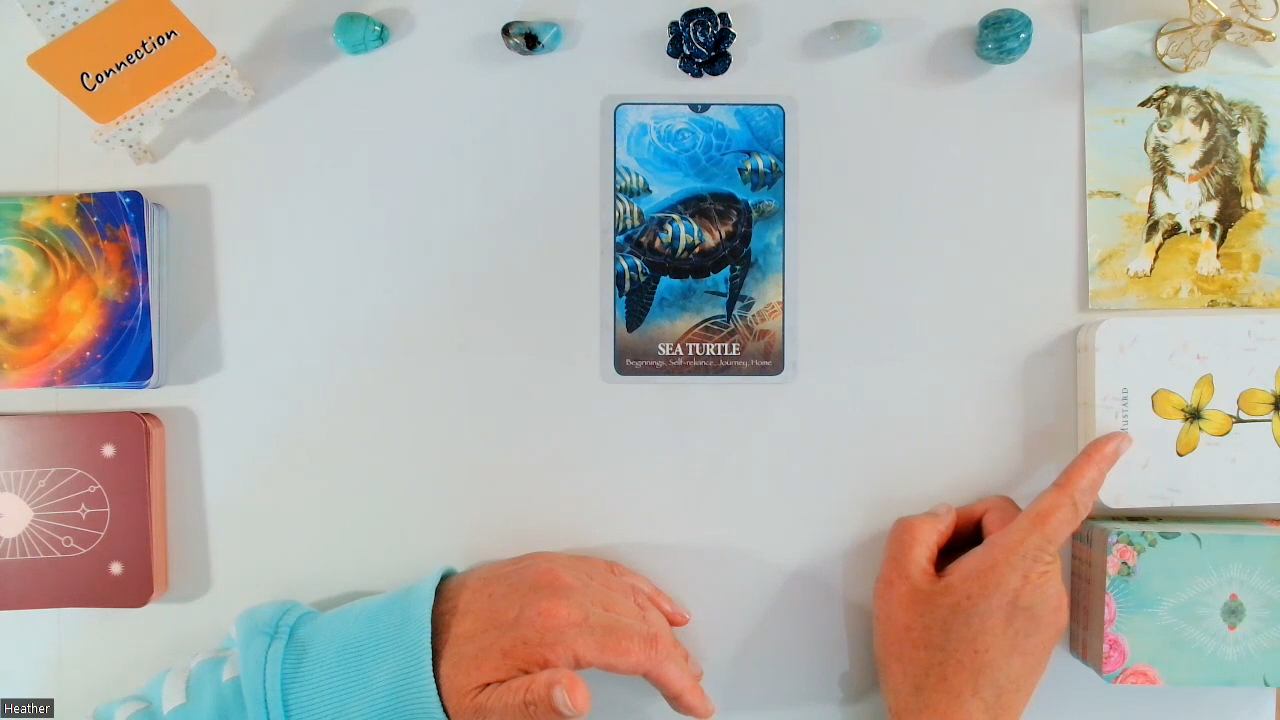 Connection
SEA TURTLE
Beginnings, Self-reliance, Journey, Home
MUSTARD
Heather